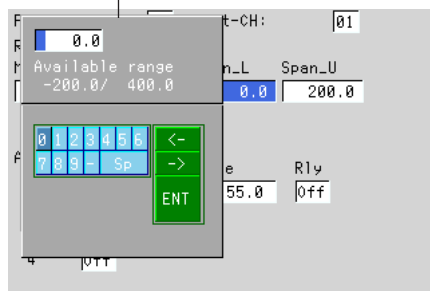 t-CH: 01
0.0
Available range
-200.0/ 400.0
n_L Span_U
0.0 200.0
0 1 2 3 4 5 6 <-
7 8 9 - Sp ->
ENT
e Rly
55.0 Off
4 Off